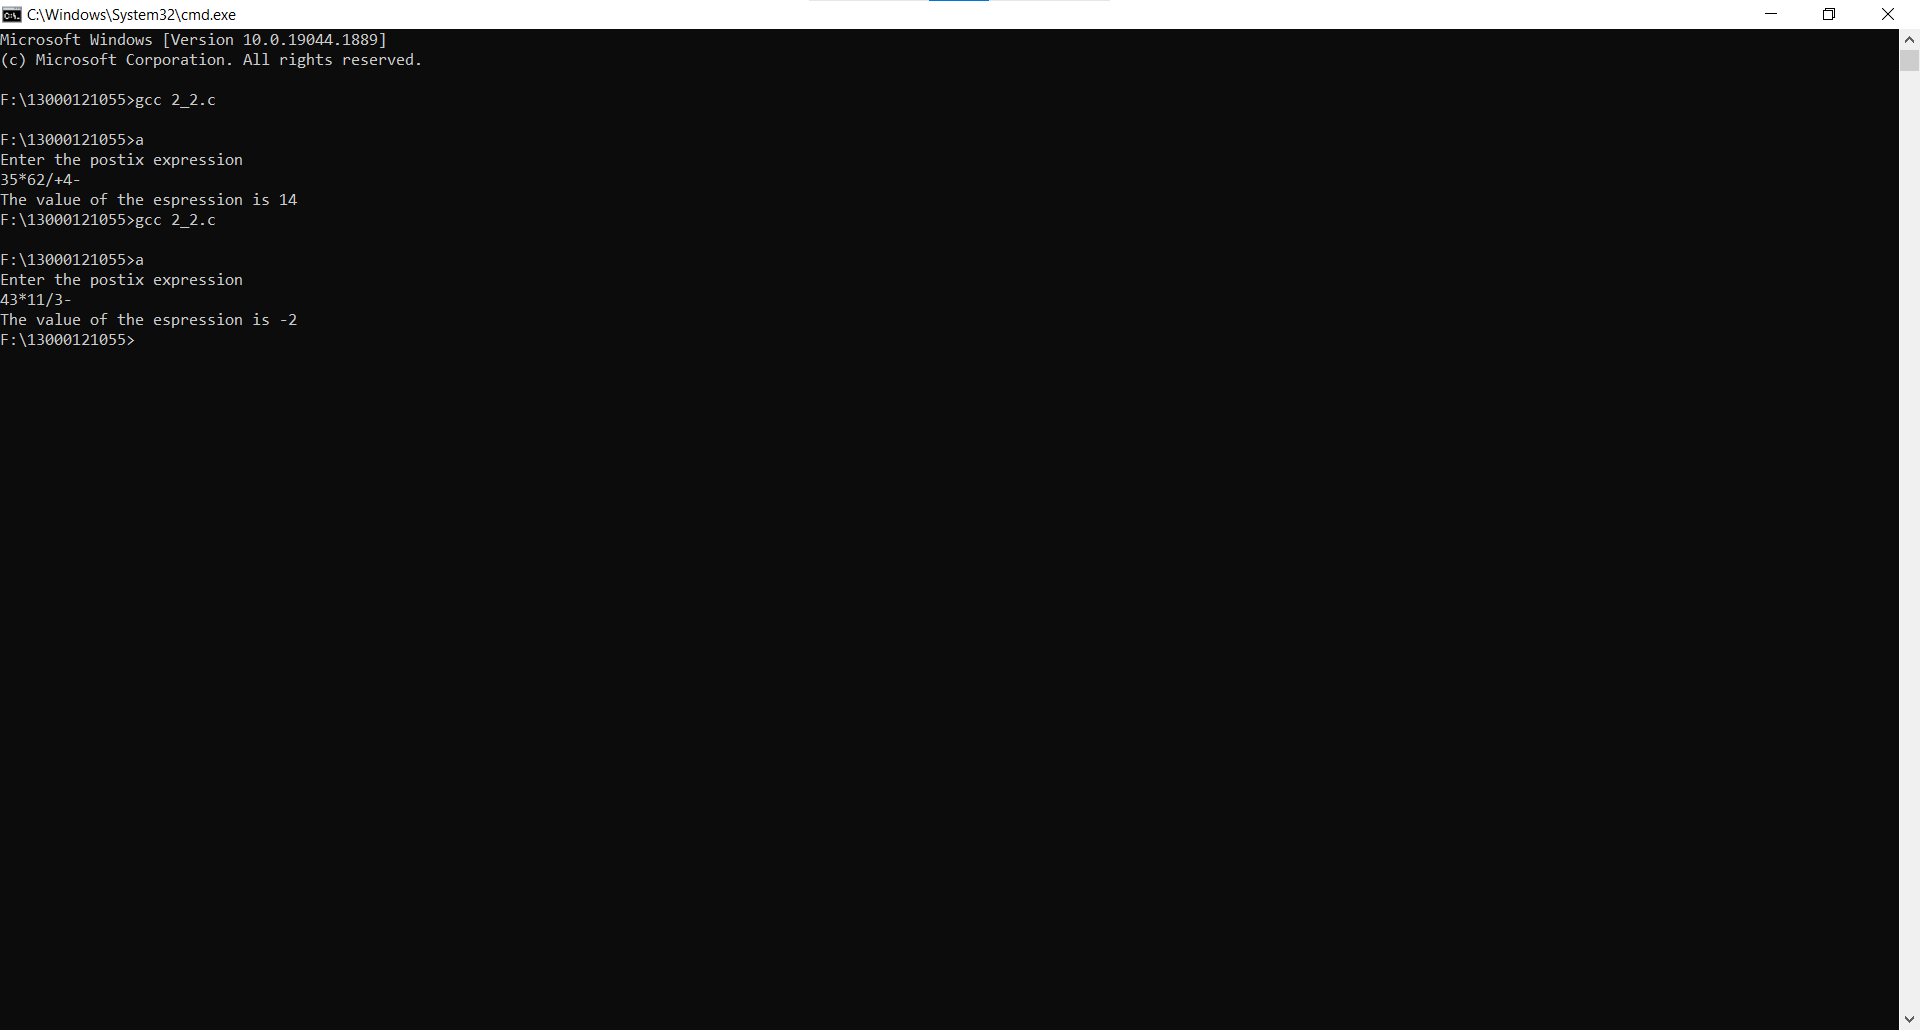 C:\Windows\System32\cmd.exe
Microsoft Windows [Version 10.0.19044.1889]
(c) Microsoft Corporation. All rights reserved.
F:\13000121055>gcc 2_2.c
F:\13000121055>a
Enter the postix expression
35*62/+4-
The value of the espression is 14
F:\13000121055>gcc 2_2.c
F:\13000121055>a
Enter the postix expression
43*11/3-
The value of the espression is -2
F:\13000121055>